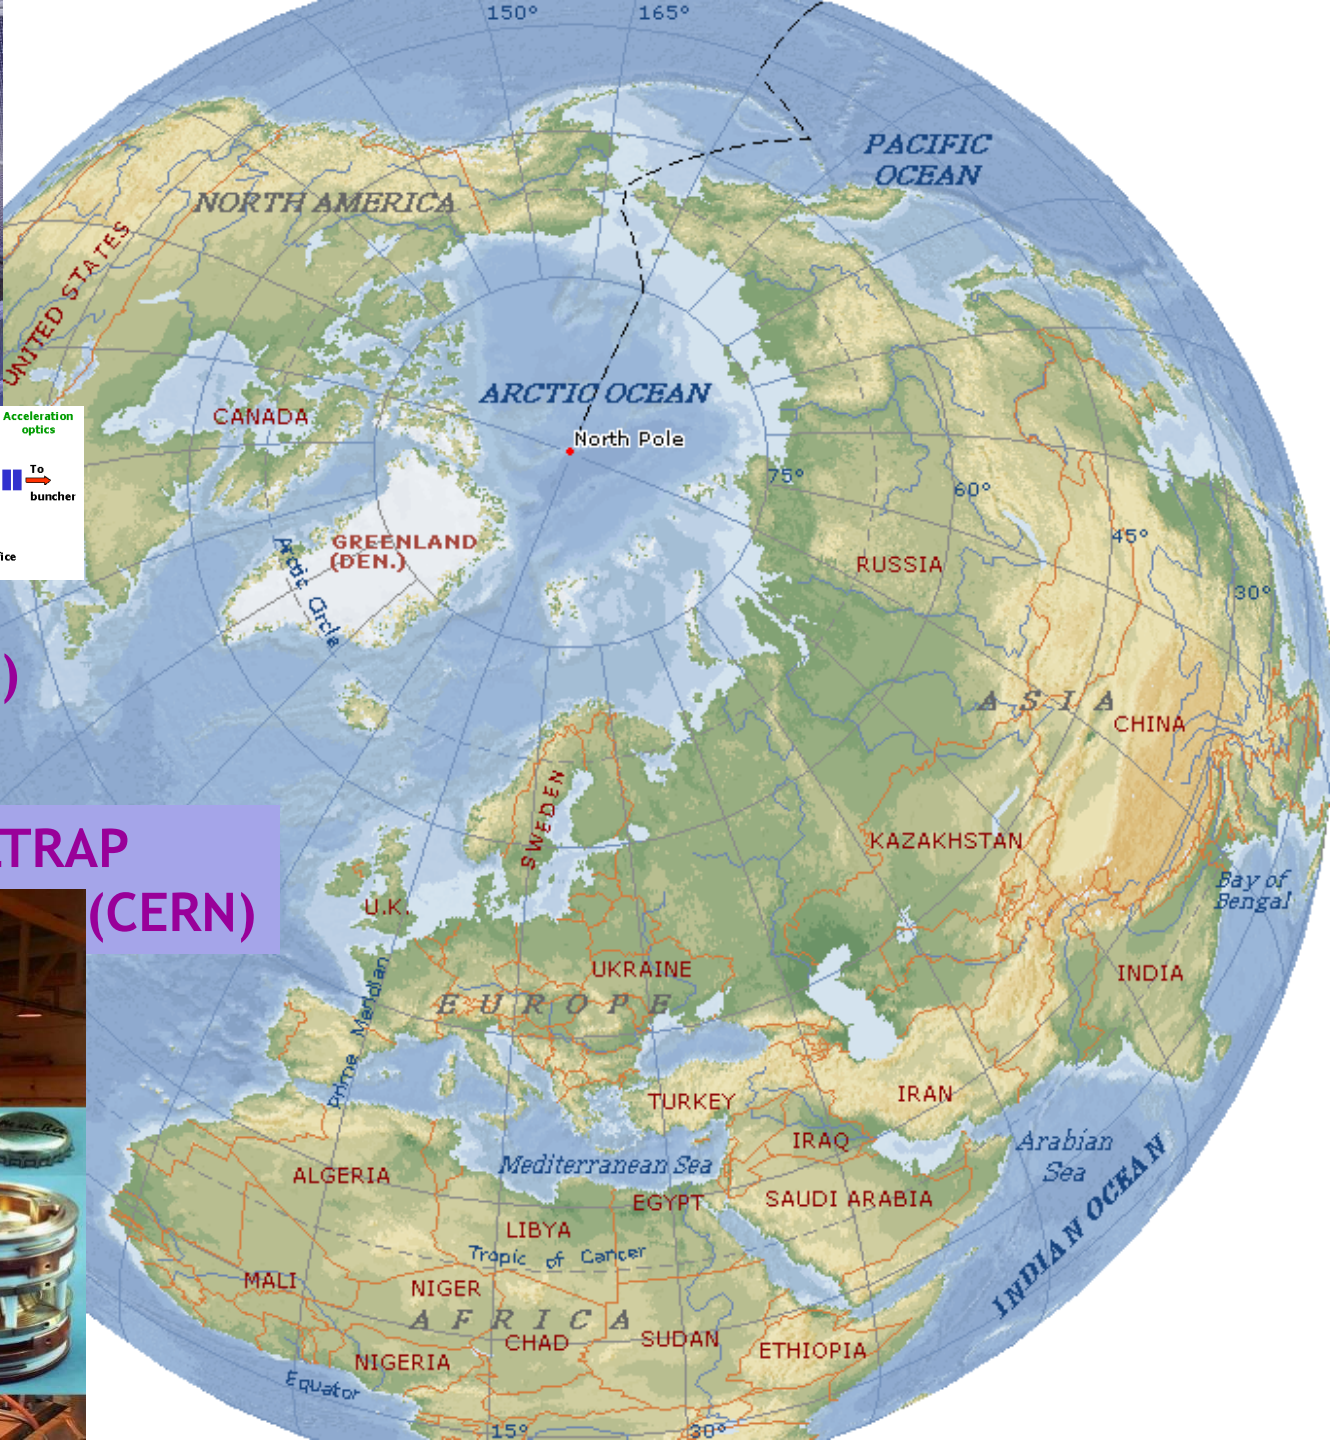 150° 165°
PACIFIC
OCEAN
NORTH AMERICA
UNITED STATES
ARCTIC OCEAN
CANADA
Acceleration
optics
North Pole
To
buncher
75°
60°
45°
GREENLAND
(DEN.)
Arctic Circle
RUSSIA
30°
)
ASIA
CHINA
SWEDEN
TRAP
(CERN)
KAZAKHSTAN
Bay of
Bengal
U.K.
UKRAINE
INDIA
EUROPE
Prime Meridian
TURKEY
IRAN
IRAQ
Arabian
Sea
Mediterranean Sea
ALGERIA
EGYPT
SAUDI ARABIA
INDIAN OCEAN
LIBYA
Tropic of Cancer
MALI
NIGER
AFRICA
CHAD
SUDAN
ETHIOPIA
NIGERIA
Equator
15° 30°